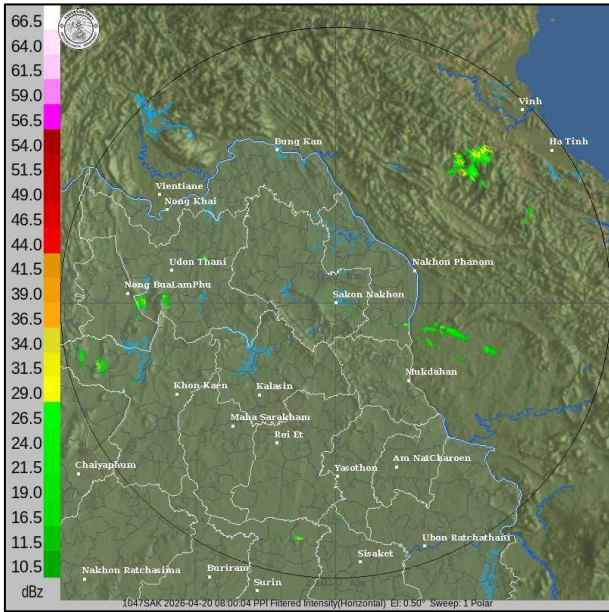 66.5
64.0
61.5
59.0
56.5
54.0
51.5
49.0
46.5
44.0
41.5
39.0
36.5
34.0
31.5
29.0
26.5
24.0
21.5
19.0
16.5
14.0
11.5
10.5
dBz
Vinh
Ha Tinh
Bung Kan
Vientiane
Nong Khai
Udon Thani
Nakhon Phanom
Nong BuaLamPhu
Sakon Nakhon
Mukdahan
Khon Kaen
Kalasin
Maha Sarakham
Roi Et
Am NatCharoen
Chaiyaphum
Yasothon
Ubon Ratchathani
Sisaket
Nakhon Ratchasima
Buriram
Surin
1047SAK 2026-04-20 08:00:04 PPI Filtered Intensity(Horizontal) El: 0.50° Sweep: 1 Polar